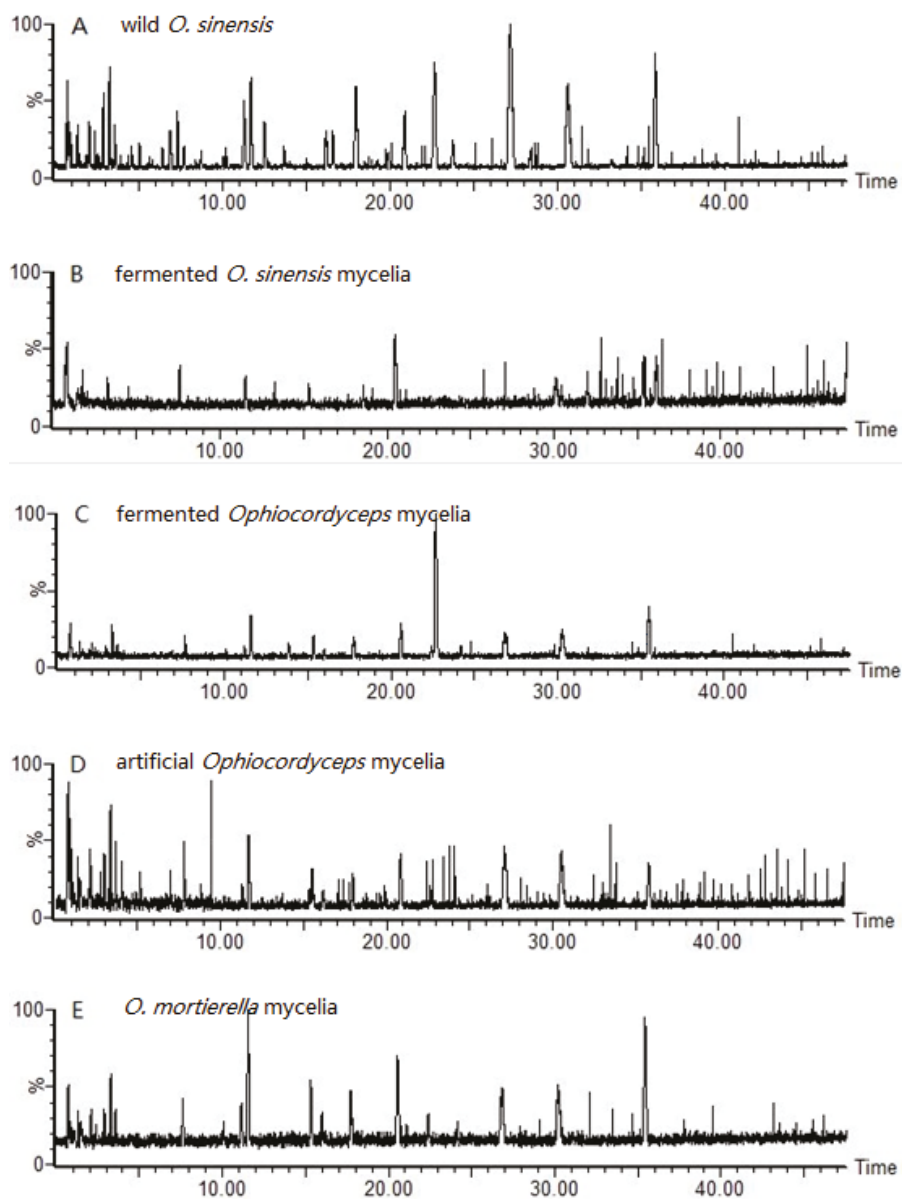 100 A wild O. sinensis
%
0
10.00 20.00 30.00 40.00 Time
100 B fermented O. sinensis mycelia
%
0
10.00 20.00 30.00 40.00 Time
100 C fermented Ophiocordyceps mycelia
%
0
10.00 20.00 30.00 40.00 Time
100 D artificial Ophiocordyceps mycelia
%
0
10.00 20.00 30.00 40.00 Time
100 E O. mortierella mycelia
%
0
10.00 20.00 30.00 40.00 Time